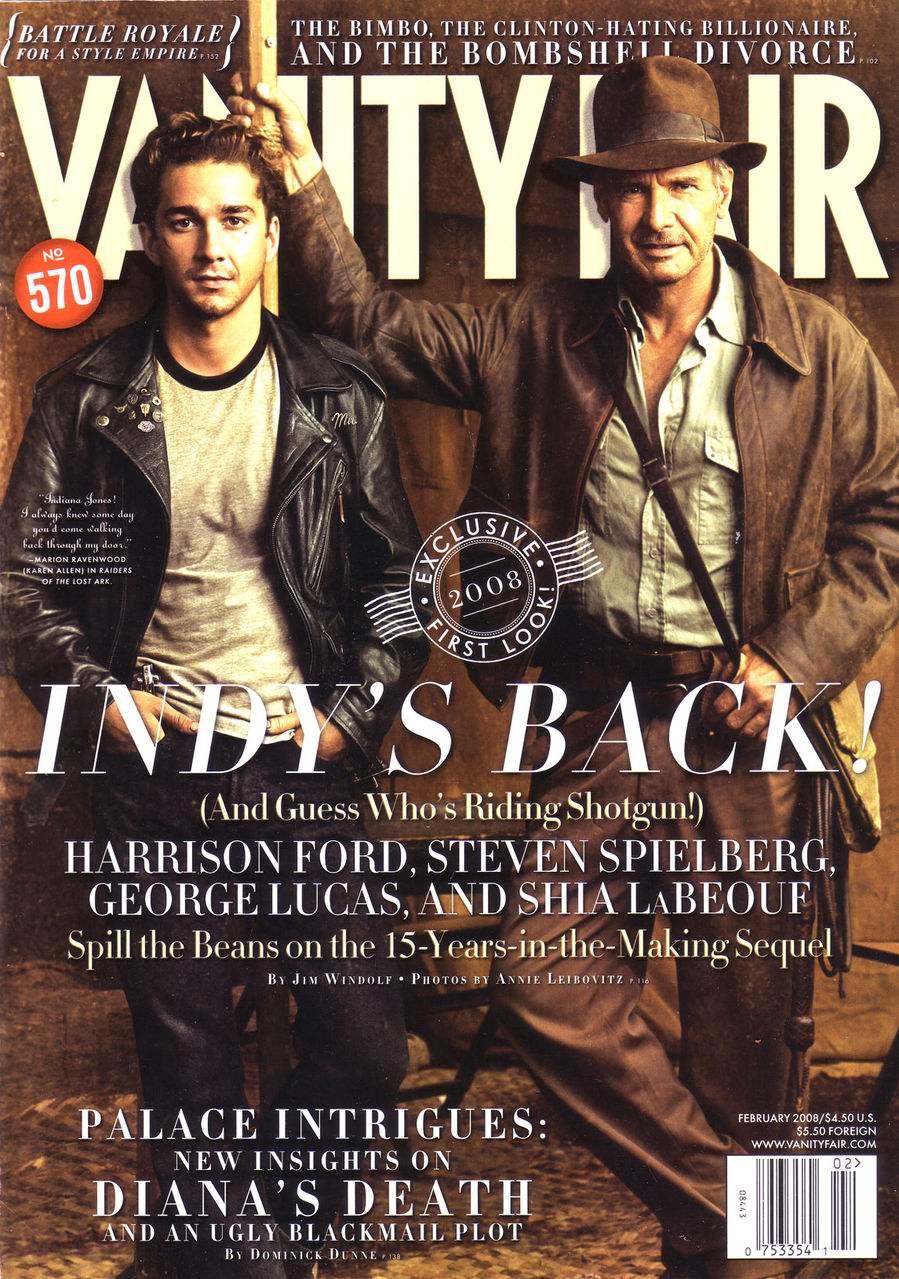 BATTLE ROYALE
FOR A STYLE EMPIRE P. 152
THE BIMBO, THE CLINTON-HATING BILLIONAIRE,
AND THE BOMBSHELL DIVORCE P. 102
VANITY FAIR
Nº
570
"Indiana Jones!
I always knew some day
you'd come walking
back through my door."
—MARION RAVENWOOD
(KAREN ALLEN) IN RAIDERS
OF THE LOST ARK.
EXCLUSIVE
2008
FIRST LOOK!
INDY'S BACK!
(And Guess Who's Riding Shotgun!)
HARRISON FORD, STEVEN SPIELBERG,
GEORGE LUCAS, AND SHIA LaBEOUF
Spill the Beans on the 15-Years-in-the-Making Sequel
BY JIM WINDOLF • PHOTOS BY ANNIE LEIBOVITZ P. 116
PALACE INTRIGUES:
NEW INSIGHTS ON
DIANA'S DEATH
AND AN UGLY BLACKMAIL PLOT
BY DOMINICK DUNNE P. 138
FEBRUARY 2008/$4.50 U.S.
$5.50 FOREIGN
WWW.VANITYFAIR.COM
02>
08443
0 753354 1